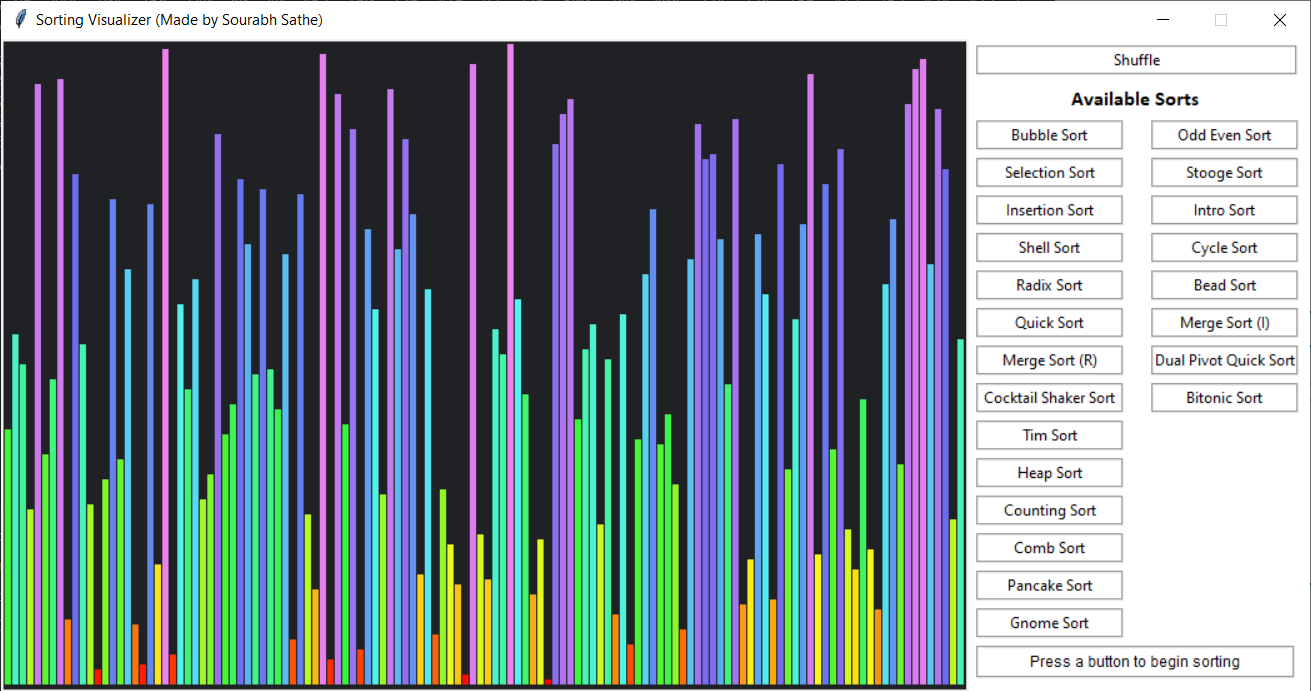 Sorting Visualizer (Made by Sourabh Sathe)
Shuffle
Available Sorts
Bubble Sort
Odd Even Sort
Selection Sort
Stooge Sort
Insertion Sort
Intro Sort
Shell Sort
Cycle Sort
Radix Sort
Bead Sort
Quick Sort
Merge Sort (I)
Merge Sort (R)
Dual Pivot Quick Sort
Cocktail Shaker Sort
Bitonic Sort
Tim Sort
Heap Sort
Counting Sort
Comb Sort
Pancake Sort
Gnome Sort
Press a button to begin sorting